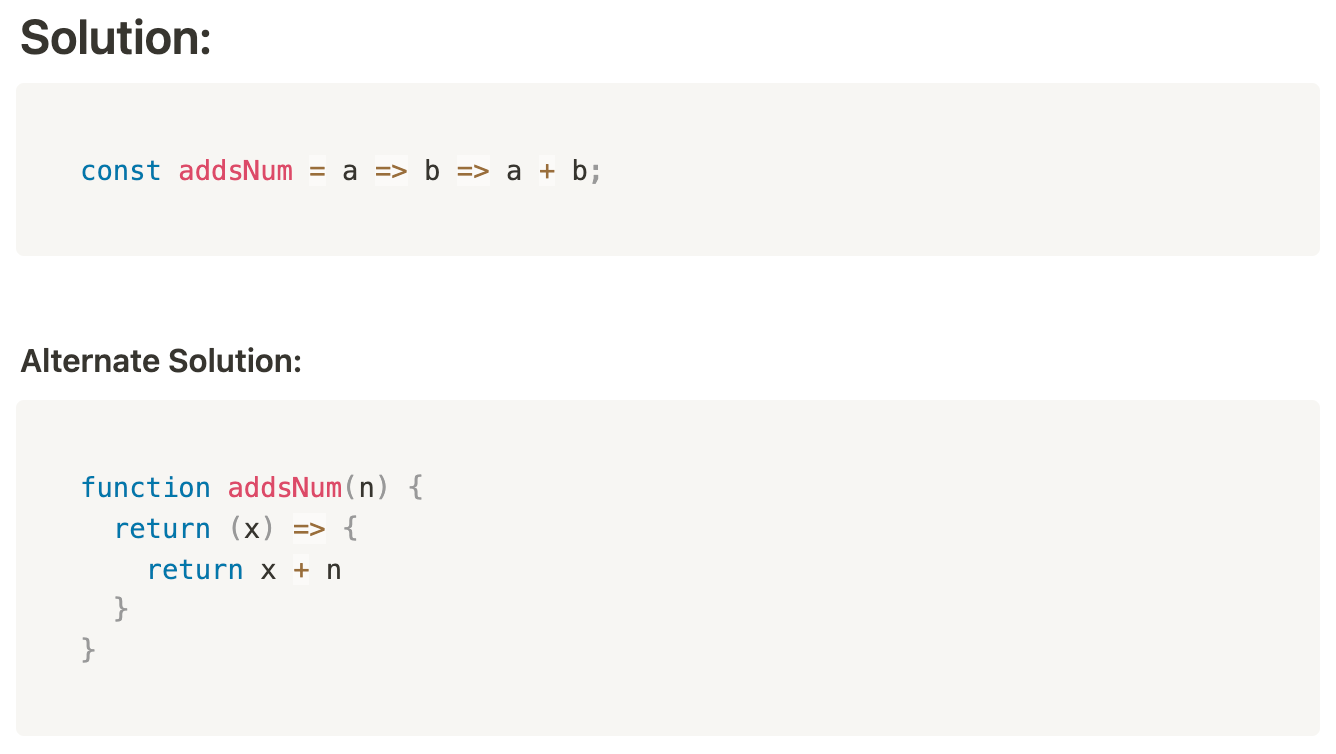 Solution:
const addsNum = a => b => a + b;
Alternate Solution:
function addsNum(n) {
  return (x) => {
    return x + n
  }
}